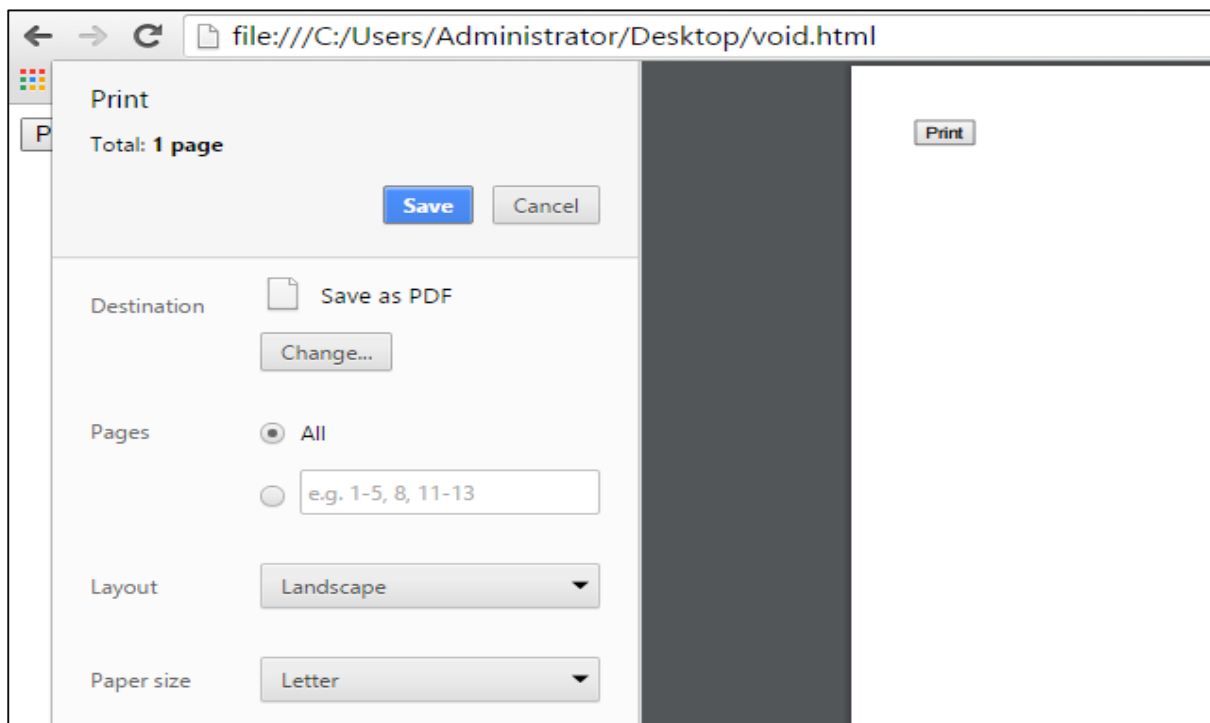 file:///C:/Users/Administrator/Desktop/void.html
P
Print
Total: 1 page
Save Cancel
Destination Save as PDF
Change...
Pages All
e.g. 1-5, 8, 11-13
Layout Landscape
Paper size Letter
Print